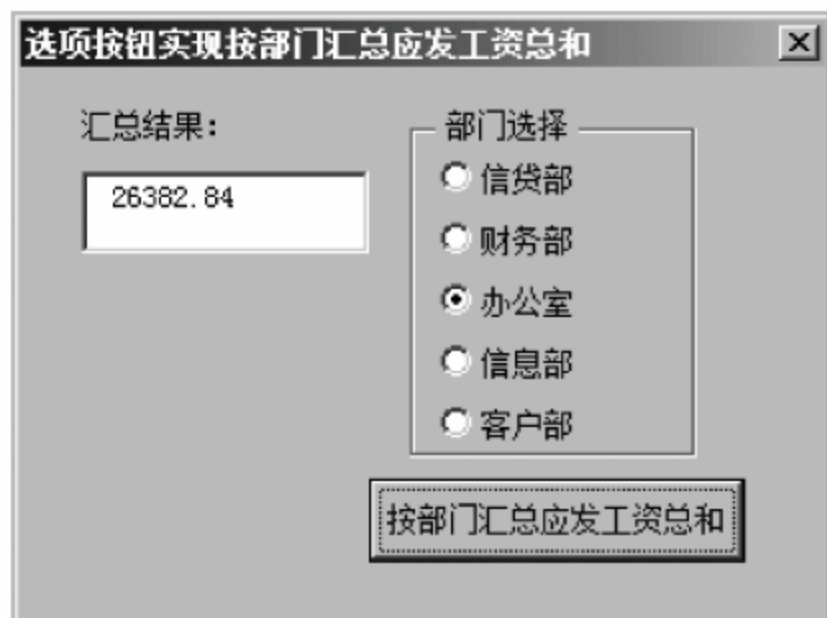 选项按钮实现按部门汇总应发工资总和
汇总结果：
26382.84
部门选择
信贷部
财务部
办公室
信息部
客户部
按部门汇总应发工资总和